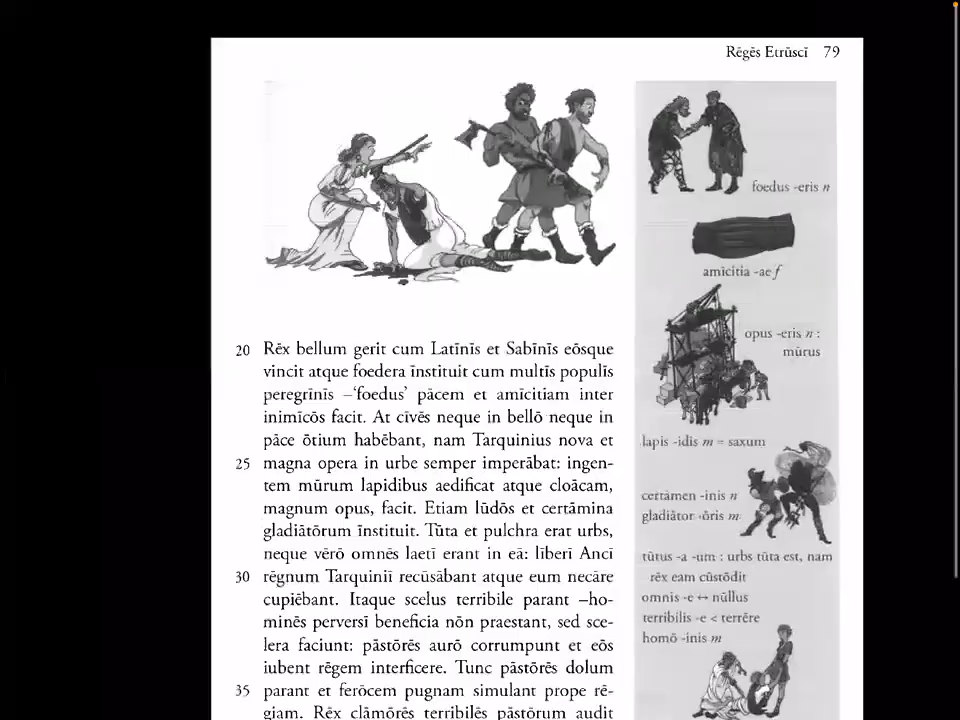 Rēgēs Etrūscī 79
foedus -eris n
amīcitia -ae f
opus -eris n :
mūrus
20 Rēx bellum gerit cum Latīnīs et Sabīnīs eōsque
vincit atque foedera īnstituit cum multīs populīs
peregrīnīs –‘foedus’ pācem et amīcitiam inter
inimīcōs facit. At cīvēs neque in bellō neque in
pāce ōtium habēbant, nam Tarquinius nova et
25 magna opera in urbe semper imperābat: ingen-
tem mūrum lapidibus aedificat atque cloācam,
magnum opus, facit. Etiam lūdōs et certāmina
gladiātōrum īnstituit. Tūta et pulchra erat urbs,
neque vērō omnēs laetī erant in eā: līberī Ancī
30 rēgnum Tarquiniī recūsābant atque eum necāre
cupiēbant. Itaque scelus terribile parant –ho-
minēs perversī beneficia nōn praestant, sed sce-
lera faciunt: pāstōrēs aurō corrumpunt et eōs
iubent rēgem interficere. Tunc pāstōrēs dolum
35 parant et ferōcem pugnam simulant prope rē-
giam. Rēx clāmōrēs terribilēs pāstōrum audit
lapis -idis m = saxum
certāmen -inis n
gladiātor -ōris m
tūtus -a -um : urbs tūta est, nam
rēx eam cūstōdit
omnis -e ↔ nūllus
terribilis -e < terrēre
homō -inis m